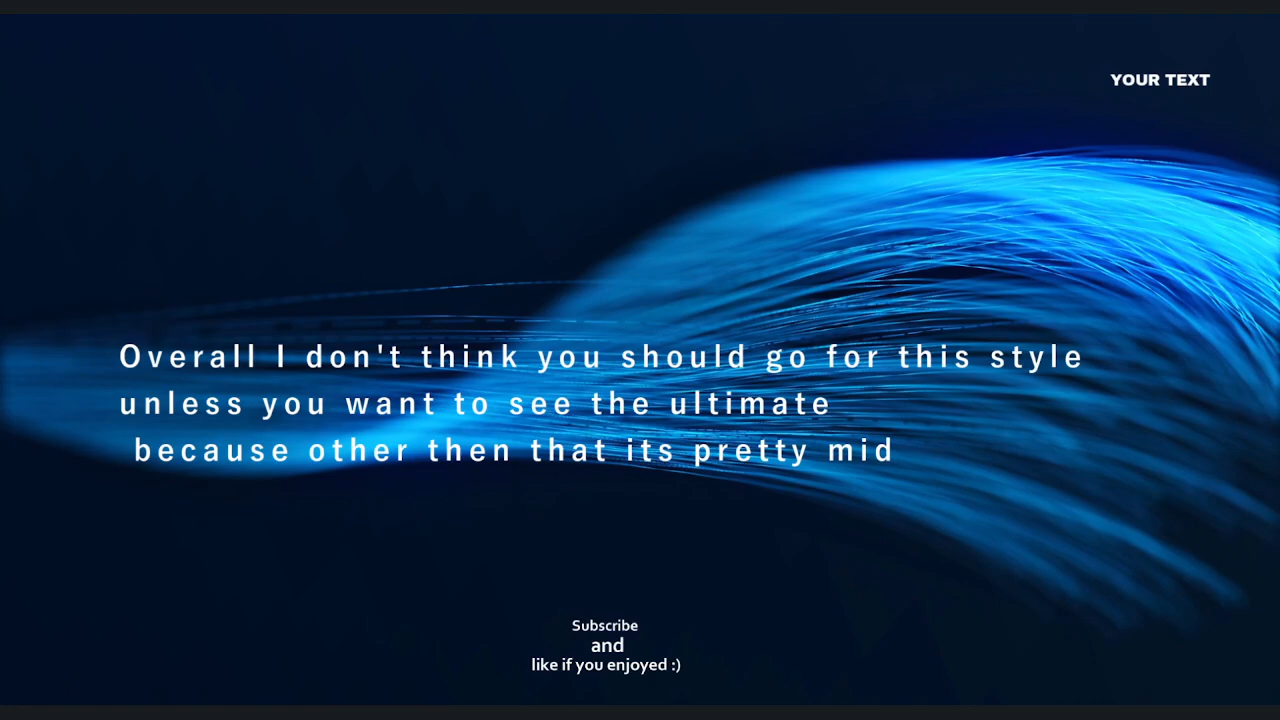 YOUR TEXT
Overall I don't think you should go for this style
unless you want to see the ultimate
because other then that its pretty mid
Subscribe
and
like if you enjoyed :)